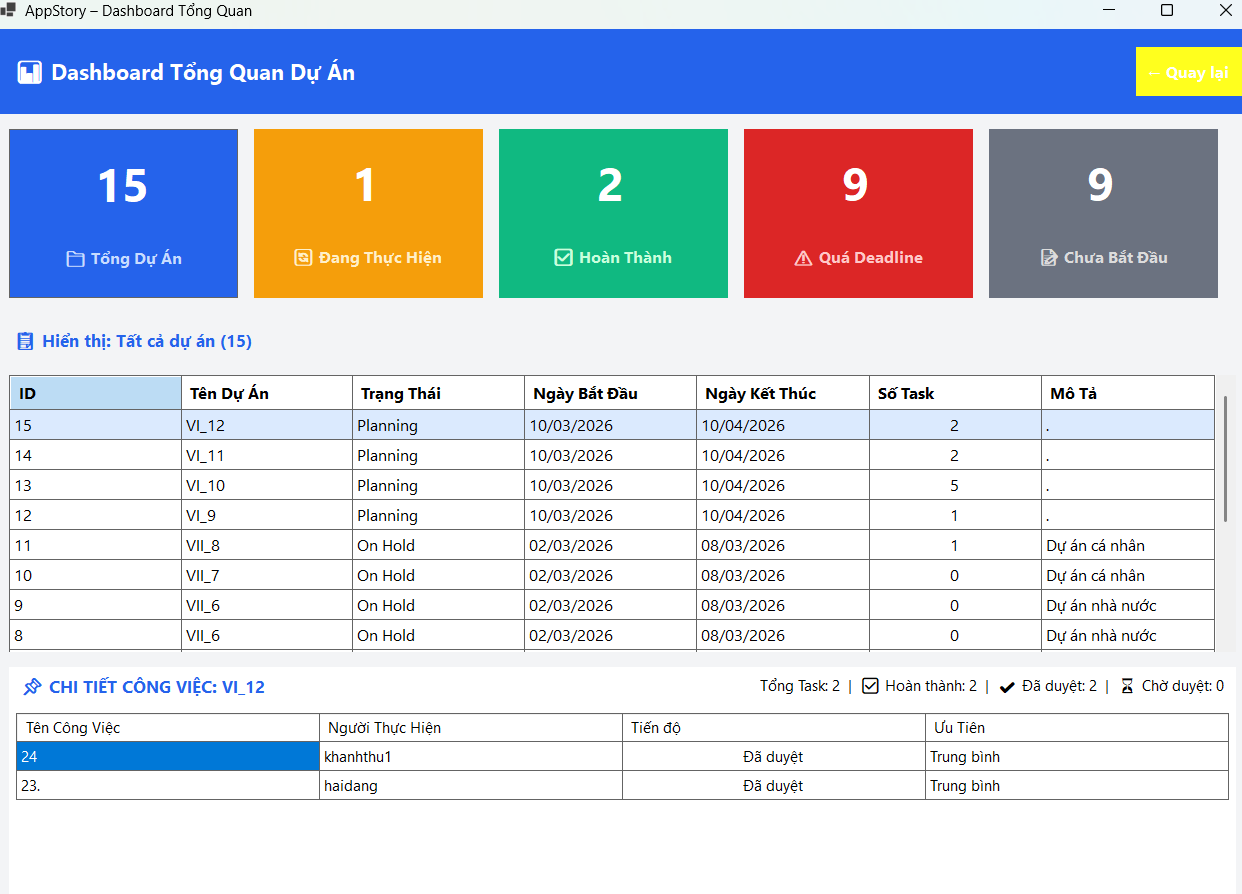 AppStory – Dashboard Tổng Quan
Dashboard Tổng Quan Dự Án
← Quay lại
15
Tổng Dự Án
1
Đang Thực Hiện
2
Hoàn Thành
9
Quá Deadline
9
Chưa Bắt Đầu
Hiển thị: Tất cả dự án (15)
ID Tên Dự Án Trạng Thái Ngày Bắt Đầu Ngày Kết Thúc Số Task Mô Tả
15 VI_12 Planning 10/03/2026 10/04/2026 2 .
14 VI_11 Planning 10/03/2026 10/04/2026 2 .
13 VI_10 Planning 10/03/2026 10/04/2026 5 .
12 VI_9 Planning 10/03/2026 10/04/2026 1 .
11 VII_8 On Hold 02/03/2026 08/03/2026 1 Dự án cá nhân
10 VII_7 On Hold 02/03/2026 08/03/2026 0 Dự án cá nhân
9 VII_6 On Hold 02/03/2026 08/03/2026 0 Dự án nhà nước
8 VII_6 On Hold 02/03/2026 08/03/2026 0 Dự án nhà nước
CHI TIẾT CÔNG VIỆC: VI_12
Tổng Task: 2 | Hoàn thành: 2 | Đã duyệt: 2 | Chờ duyệt: 0
Tên Công Việc Người Thực Hiện Tiến độ Ưu Tiên
24 khanhthu1 Đã duyệt Trung bình
23. haidang Đã duyệt Trung bình